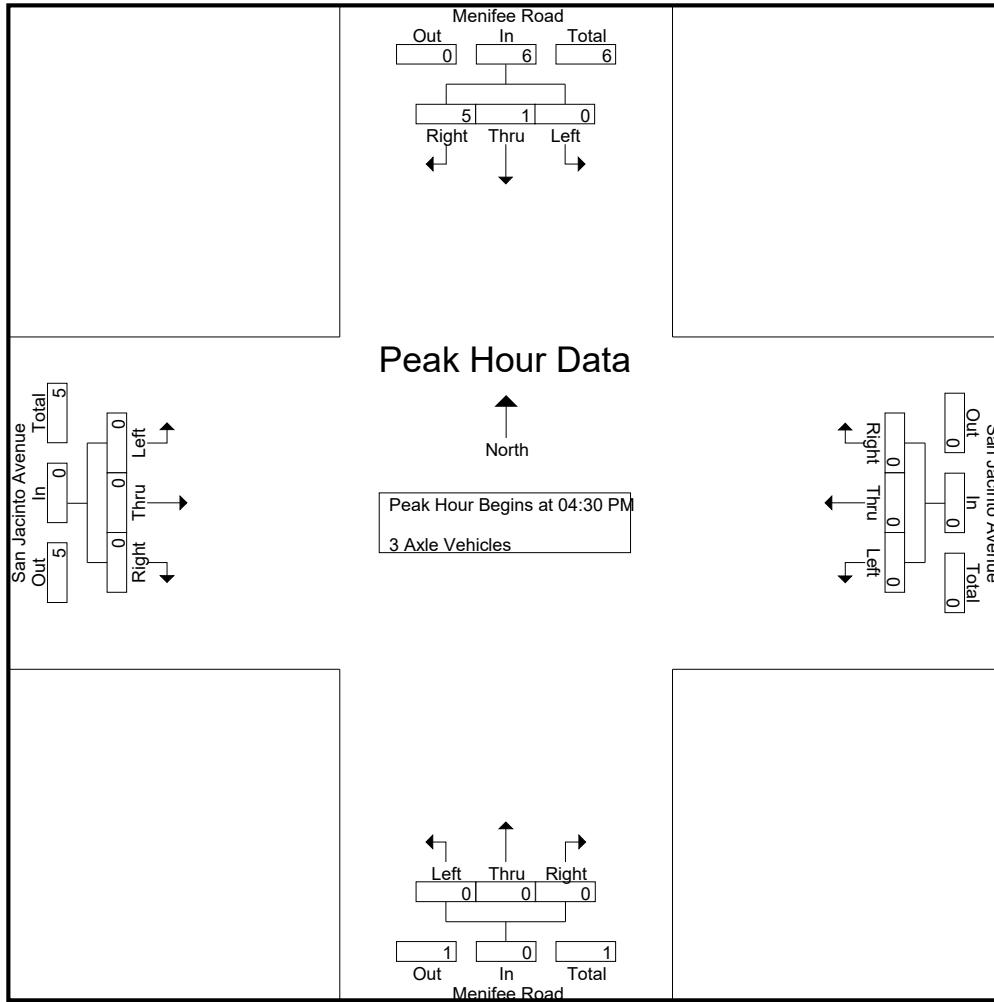 Menifee Road
Out In Total
0 6 6
5 1 0
Right Thru Left
Peak Hour Data
North
Peak Hour Begins at 04:30 PM
3 Axle Vehicles
San Jacinto Avenue
Out In Total
5 0 5
0 0 0
Right Thru Left
San Jacinto Avenue
Out In Total
0 0 0
0 0 0
Right Thru Left
Left Thru Right
0 0 0
1 0 1
Out In Total
Menifee Road